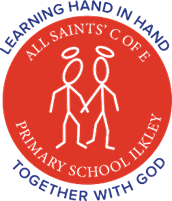 LEARNING HAND IN HAND
ALL SAINTS' C OF E
PRIMARY SCHOOL ILKLEY
TOGETHER WITH GOD